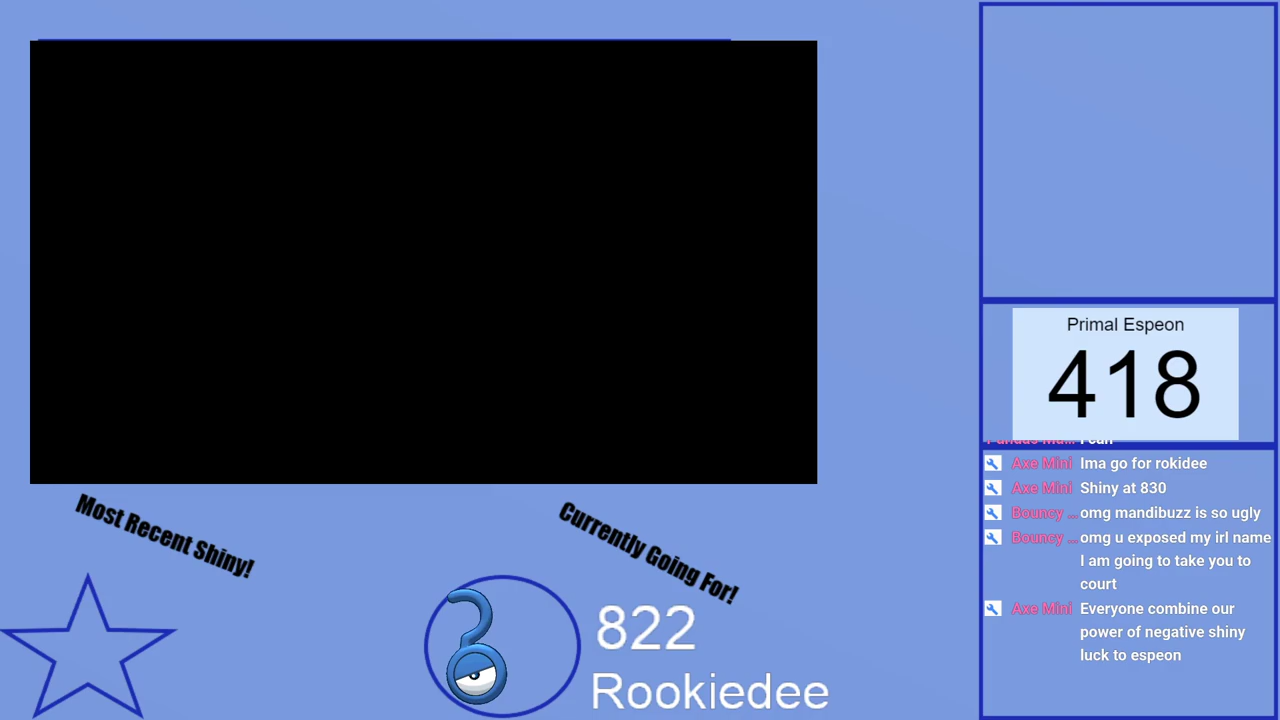 Primal Espeon
418
Axe Mini Ima go for rokidee
Axe Mini Shiny at 830
Bouncy ... omg mandibuzz is so ugly
Bouncy ... omg u exposed my irl name
I am going to take you to
court
Axe Mini Everyone combine our
power of negative shiny
luck to espeon
Most Recent Shiny!
Currently Going For!
822
Rookiedee